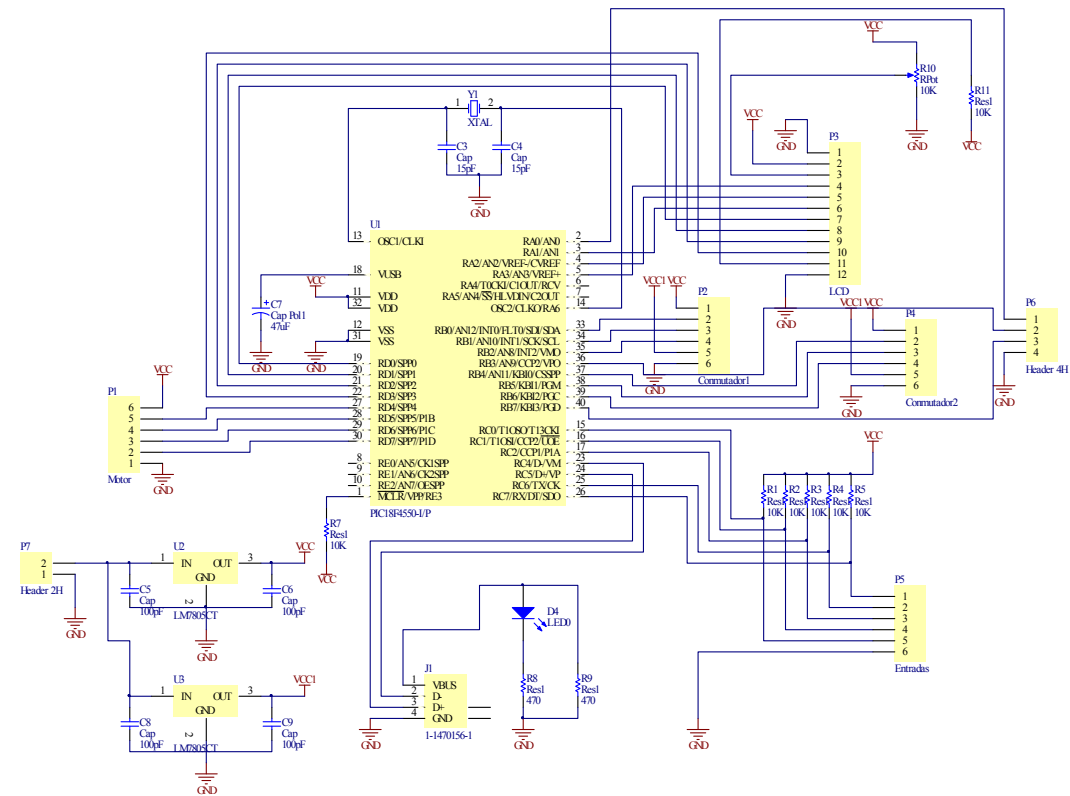 VCC
R10
RPot
10K
GND
R11
Res1
10K
VCC
VCC
GND
P3
1
2
3
4
5
6
7
8
9
10
11
12
LCD
GND
Y1
1
2
XTAL
C3
Cap
15pF
C4
Cap
15pF
GND
U1
13
OSC1/CLKI
18
VUSB
11
VDD
32
VDD
12
VSS
31
VSS
19
RD0/SPP0
20
RD1/SPP1
21
RD2/SPP2
22
RD3/SPP3
27
RD4/SPP4
28
RD5/SPP5/P1B
29
RD6/SPP6/P1C
30
RD7/SPP7/P1D
8
RE0/AN5/CK1SPP
9
RE1/AN6/CK2SPP
10
RE2/AN7/OESPP
1
MCLR/VPP/RE3
RA0/AN0
2
RA1/AN1
3
RA2/AN2/VREF-/CVREF
4
RA3/AN3/VREF+
5
RA4/T0CKI/C1OUT/RCV
6
RA5/AN4/SS/HLVDIN/C2OUT
7
OSC2/CLKO/RA6
14
RB0/AN12/INT0/FLT0/SDI/SDA
33
RB1/AN10/INT1/SCK/SCL
34
RB2/AN8/INT2/VMO
35
RB3/AN9/CCP2/VPO
36
RB4/AN11/KBI0/CSSPP
37
RB5/KBI1/PGM
38
RB6/KBI2/PGC
39
RB7/KBI3/PGD
40
RC0/T1OSO/T13CKI
15
RC1/T1OSI/CCP2/UOE
16
RC2/CCP1/P1A
17
RC4/D-/VM
23
RC5/D+/VP
24
RC6/TX/CK
25
RC7/RX/DT/SDO
26
PIC18F4550-I/P
VCC
C7
Cap Pol1
47uF
GND
GND
VCC1
VCC
P2
1
2
3
4
5
6
Conmutador1
GND
VCC1
VCC
P4
1
2
3
4
5
6
Conmutador2
GND
P6
1
2
3
4
Header 4H
GND
P1
VCC
6
5
4
3
2
1
Motor
GND
R7
Res1
10K
VCC
VCC
R1
Res1
10K
R2
Res1
10K
R3
Res1
10K
R4
Res1
10K
R5
Res1
10K
P5
1
2
3
4
5
6
Entradas
GND
P7
2
1
Header 2H
GND
U2
1
IN
OUT
3
GND
2
LM7805CT
VCC
C5
Cap
100pF
C6
Cap
100pF
GND
U3
1
IN
OUT
3
GND
2
LM7805CT
VCC1
C8
Cap
100pF
C9
Cap
100pF
GND
D4
LED0
R8
Res1
470
R9
Res1
470
GND
J1
1
VBUS
2
D-
3
D+
4
GND
1-1470156-1
GND